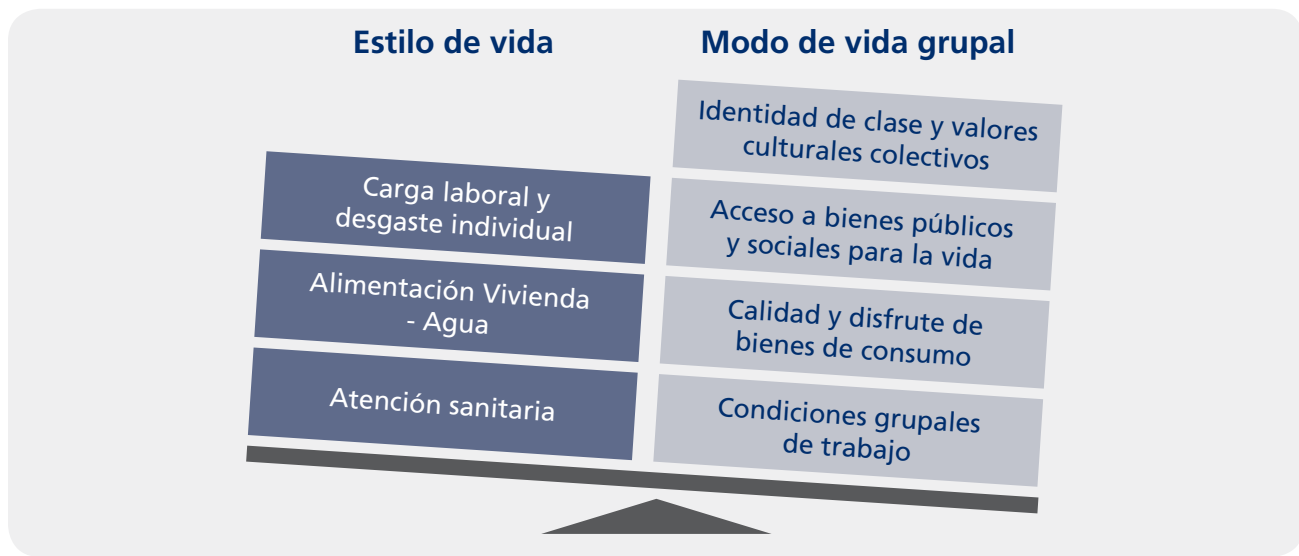 Estilo de vida
Carga laboral y
desgaste individual
Alimentación Vivienda
- Agua
Atención sanitaria
Modo de vida grupal
Identidad de clase y valores
culturales colectivos
Acceso a bienes públicos
y sociales para la vida
Calidad y disfrute de
bienes de consumo
Condiciones grupales
de trabajo